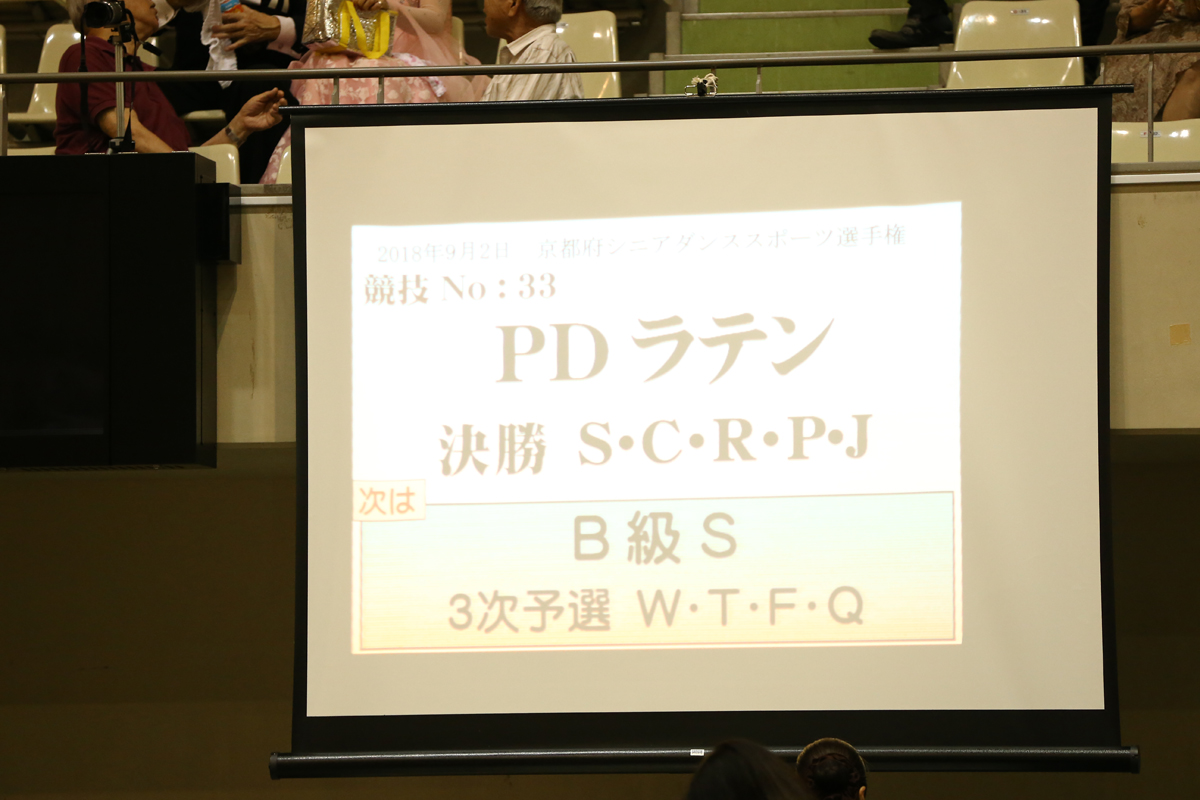 2018年9月2日　京都府シニアダンススポーツ選手権
競技 No：33
PD ラテン
決勝 S・C・R・P・J
次は
B級 S
3次予選 W・T・F・Q